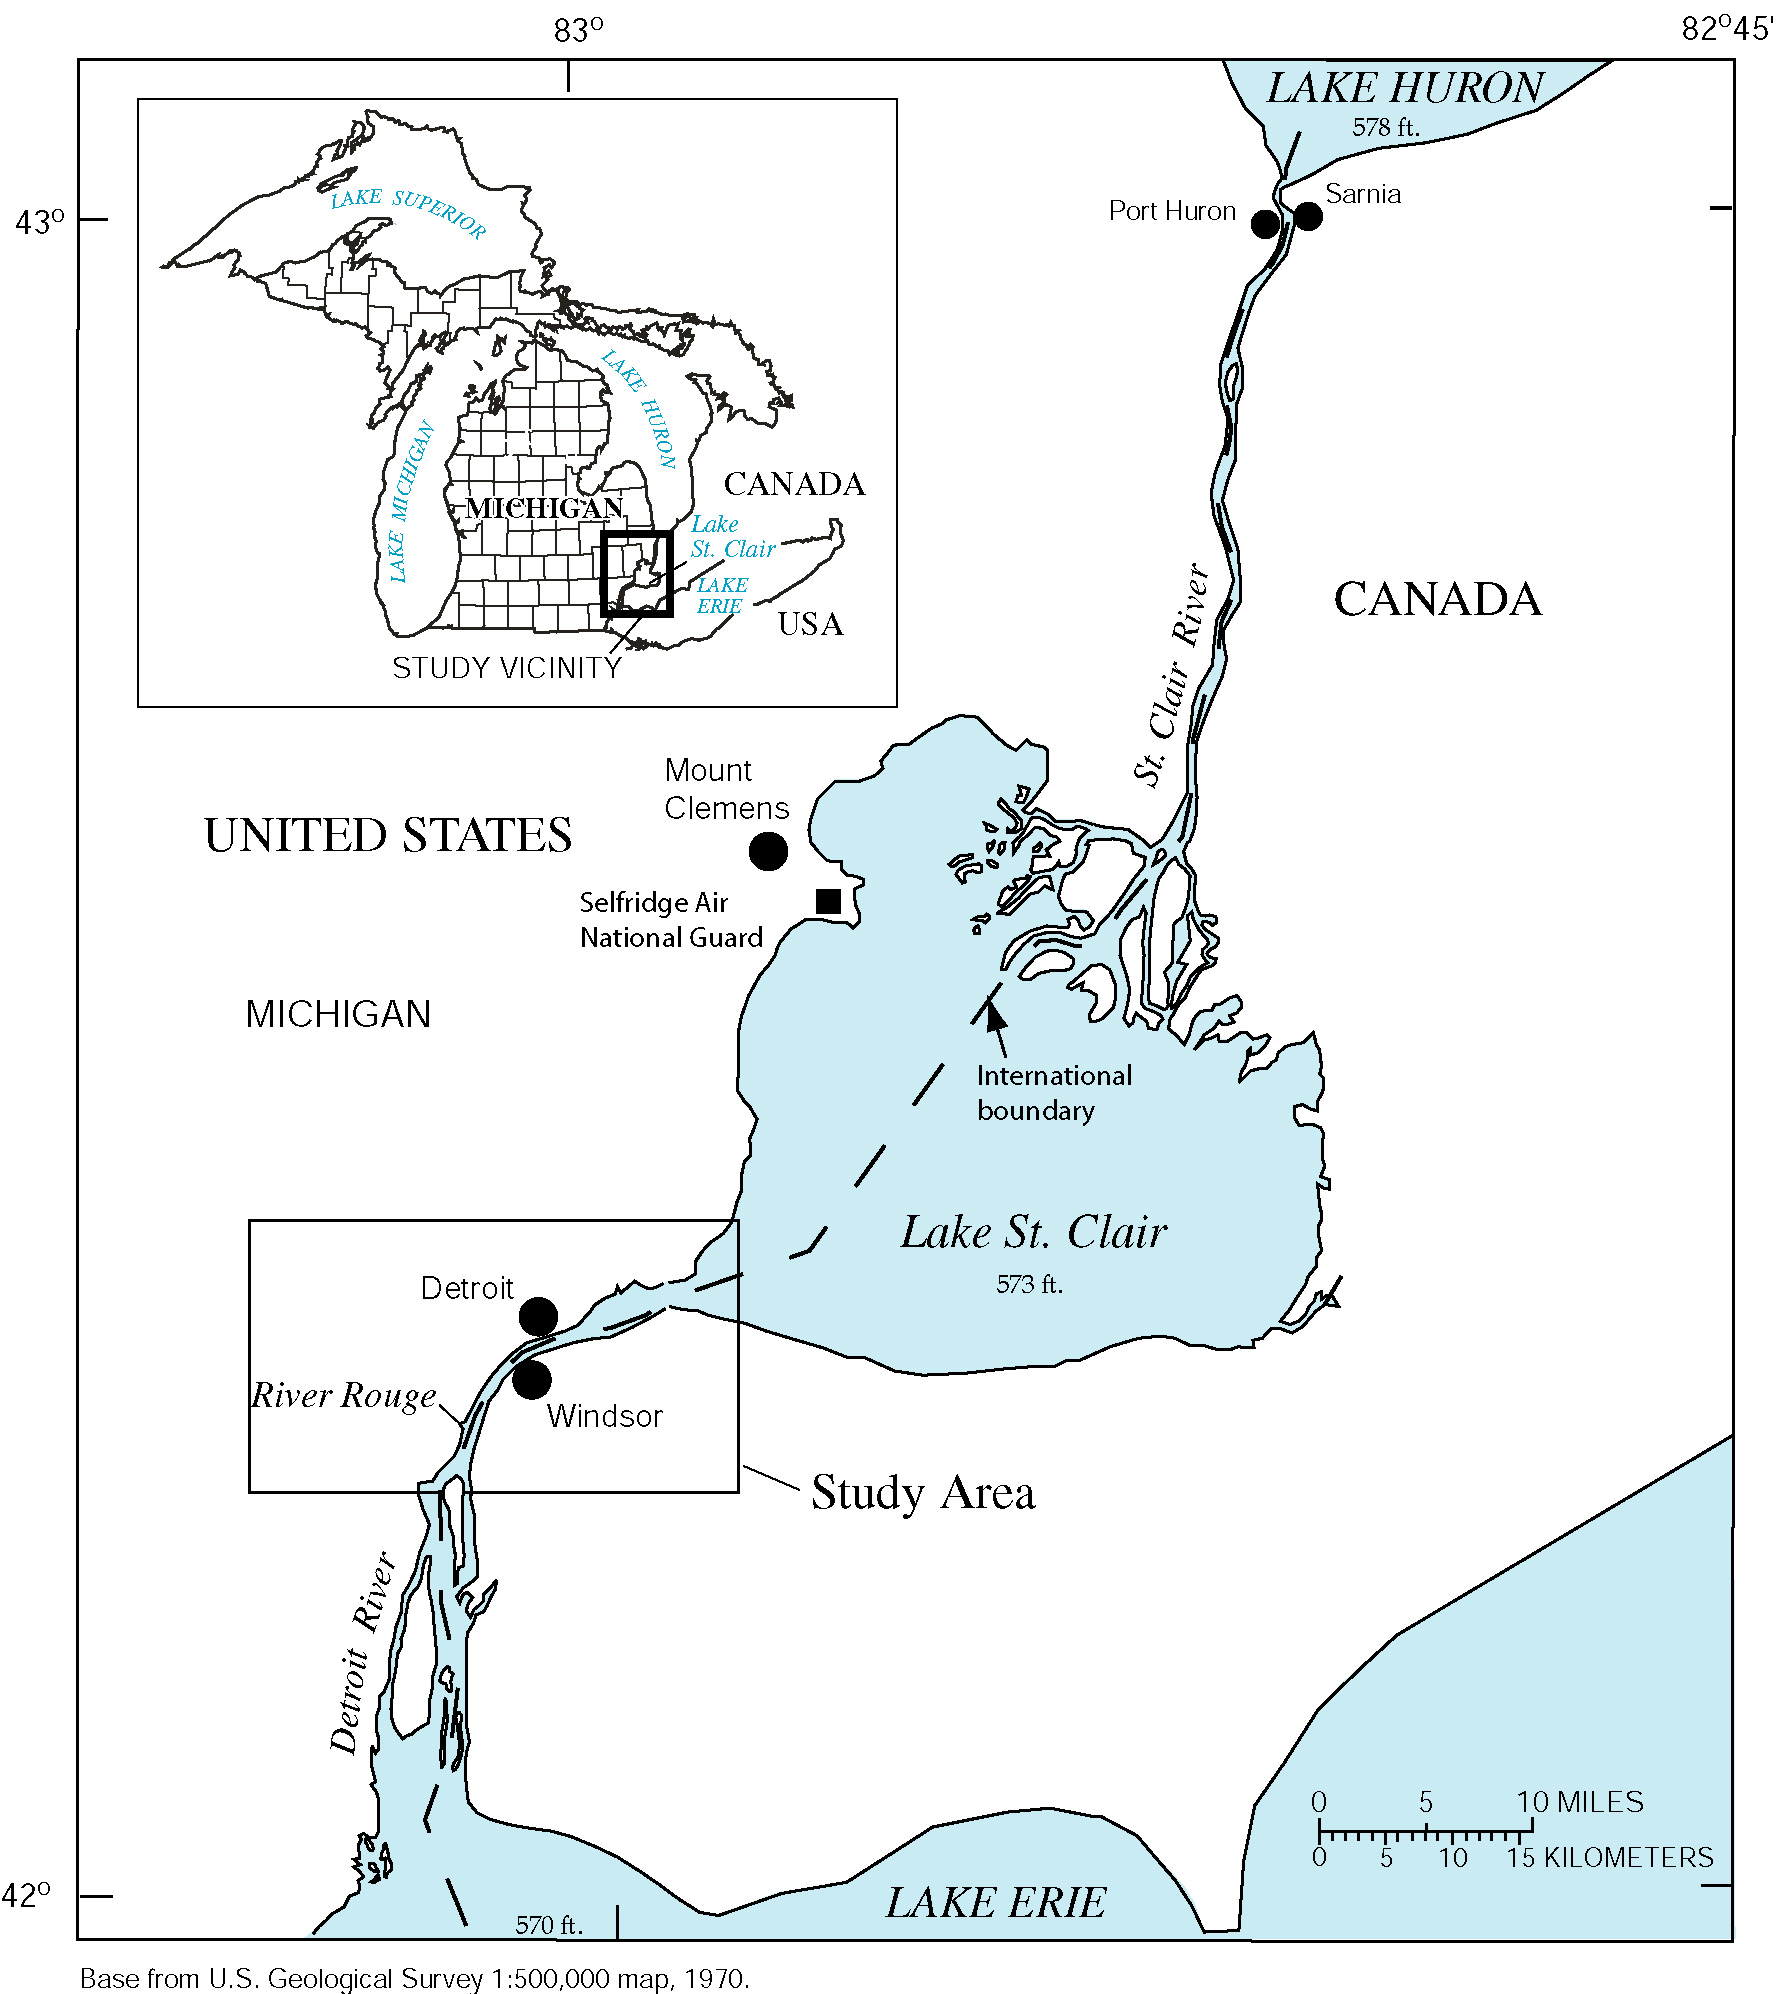 83°
82°45'
LAKE HURON
578 ft.
43°
Port Huron
Sarnia
LAKE SUPERIOR
LAKE HURON
LAKE MICHIGAN
CANADA
MICHIGAN
Lake
St. Clair
LAKE
ERIE
USA
STUDY VICINITY
St. Clair River
CANADA
Mount
Clemens
UNITED STATES
Selfridge Air
National Guard
MICHIGAN
International
boundary
Lake St. Clair
573 ft.
Detroit
River Rouge
Windsor
Study Area
Detroit River
0 5 10 MILES
0 5 10 15 KILOMETERS
42°
LAKE ERIE
570 ft.
Base from U.S. Geological Survey 1:500,000 map, 1970.